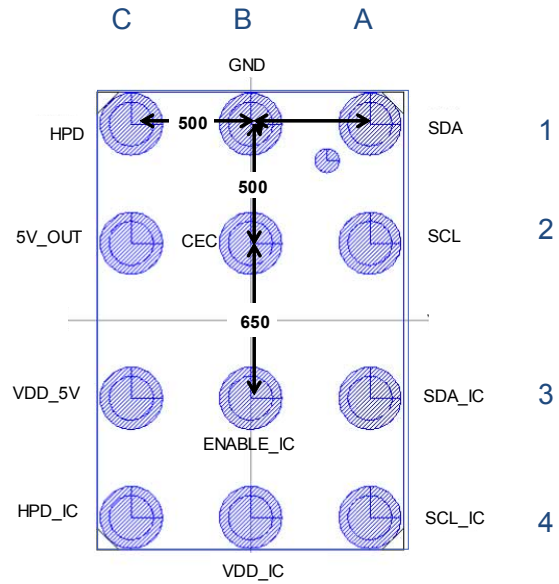 C B A
GND
HPD 500 SDA 1
500
5V_OUT CEC SCL 2
650
VDD_5V SDA_IC 3
ENABLE_IC
HPD_IC SCL_IC 4
VDD_IC